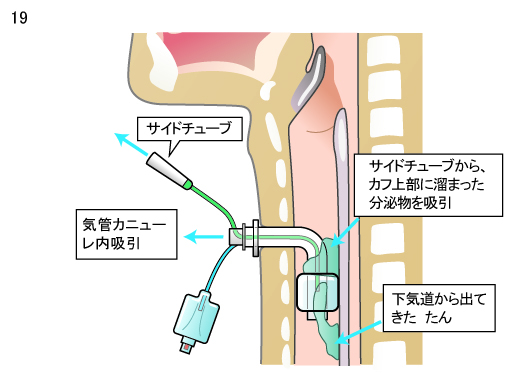 19
サイドチューブ
サイドチューブから、
カフ上部に溜まった
分泌物を吸引
気管カニュー
レ内吸引
下気道から出て
きた たん